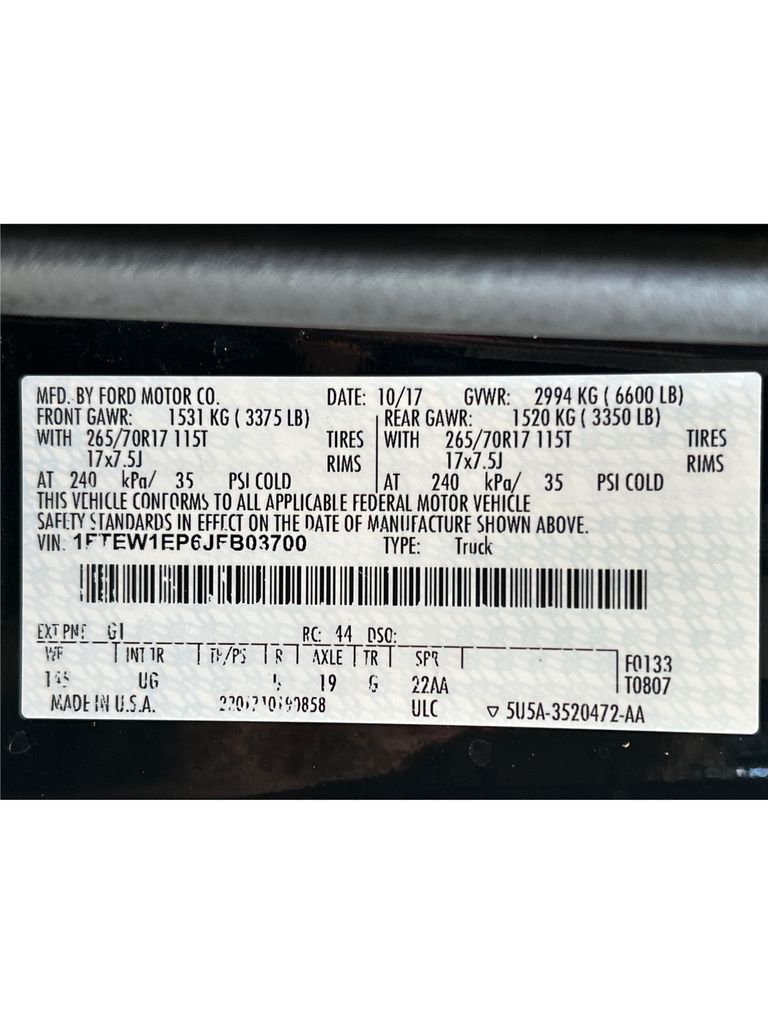 MFD. BY FORD MOTOR CO. DATE: 10/17 GVWR: 2994 KG ( 6600 LB)
FRONT GAWR: 1531 KG ( 3375 LB) REAR GAWR: 1520 KG ( 3350 LB)
WITH 265/70R17 115T TIRES WITH 265/70R17 115T TIRES
17x7.5J RIMS 17x7.5J RIMS
AT 240 kPa/ 35 PSI COLD AT 240 kPa/ 35 PSI COLD
THIS VEHICLE CONFORMS TO ALL APPLICABLE FEDERAL MOTOR VEHICLE
SAFETY STANDARDS IN EFFECT ON THE DATE OF MANUFACTURE SHOWN ABOVE.
VIN: 1FTEW1EP6JFB03700 TYPE: Truck
EXT PNT RC: 44 DSO:
WB INT TR TP/PS R AXLE TR SPR F0133
145 UG 19 G 22AA T0807
MADE IN U.S.A. ULC ▽ 5U5A-3520472-AA